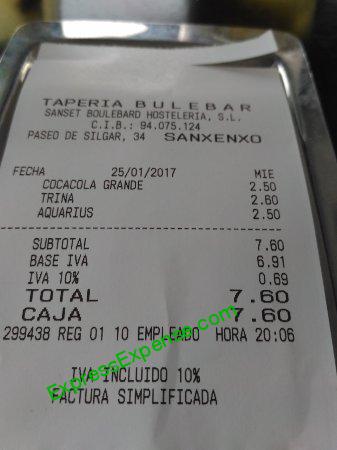 TAPERIA BULEBAR
SANSET BOULEBARD HOSTELERIA, S.L.
C.I.B.: 94.075.124
PASEO DE SILGAR, 34 SANXENXO
FECHA 25/01/2017 MIE
COCACOLA GRANDE 2.50
TRINA 2.60
AQUARIUS 2.50
SUBTOTAL 7.60
BASE IVA 6.91
IVA 10% 0.69
TOTAL 7.60
CAJA 7.60
299438 REG 01 10 EMPLEADO HORA 20:06
ExpressExpense.com
IVA INCLUIDO 10%
FACTURA SIMPLIFICADA